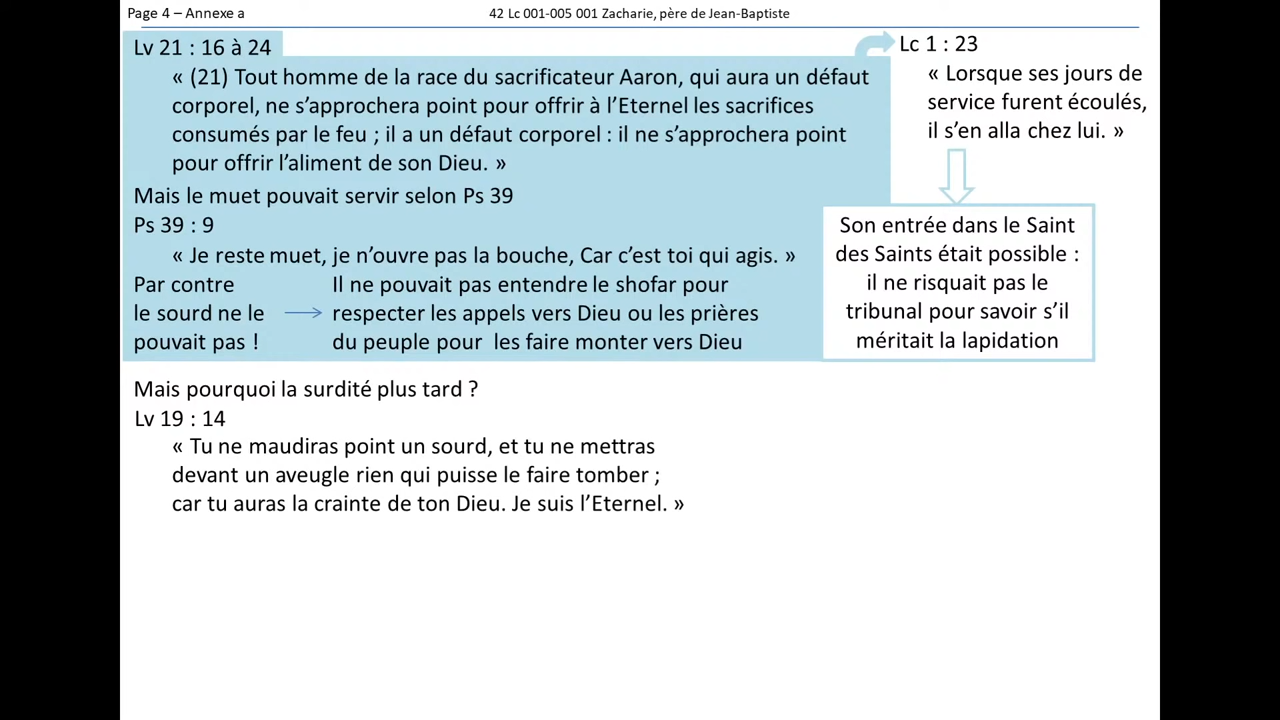 Page 4 – Annexe a
42 Lc 001-005 001 Zacharie, père de Jean-Baptiste
Lv 21 : 16 à 24
« (21) Tout homme de la race du sacrificateur Aaron, qui aura un défaut
corporel, ne s’approchera point pour offrir à l’Eternel les sacrifices
consumés par le feu ; il a un défaut corporel : il ne s’approchera point
pour offrir l’aliment de son Dieu. »
Mais le muet pouvait servir selon Ps 39
Ps 39 : 9
« Je reste muet, je n’ouvre pas la bouche, Car c’est toi qui agis. »
Par contre
le sourd ne le
pouvait pas !
Il ne pouvait pas entendre le shofar pour
respecter les appels vers Dieu ou les prières
du peuple pour les faire monter vers Dieu
Lc 1 : 23
« Lorsque ses jours de
service furent écoulés,
il s’en alla chez lui. »
Son entrée dans le Saint
des Saints était possible :
il ne risquait pas le
tribunal pour savoir s’il
méritait la lapidation
Mais pourquoi la surdité plus tard ?
Lv 19 : 14
« Tu ne maudiras point un sourd, et tu ne mettras
devant un aveugle rien qui puisse le faire tomber ;
car tu auras la crainte de ton Dieu. Je suis l’Eternel. »